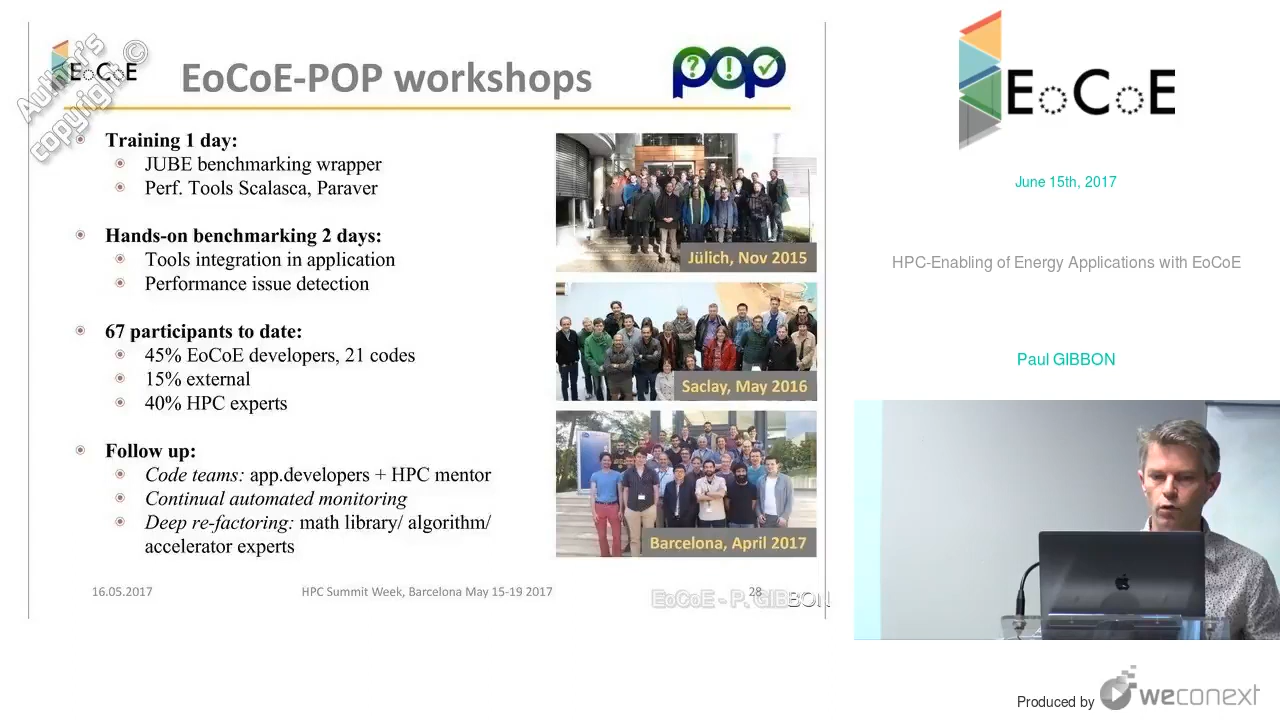 Author's
copyright ©
EoCoE
EoCoE-POP workshops
pop
Training 1 day:
JUBE benchmarking wrapper
Perf. Tools Scalasca, Paraver
Hands-on benchmarking 2 days:
Tools integration in application
Performance issue detection
67 participants to date:
45% EoCoE developers, 21 codes
15% external
40% HPC experts
Follow up:
Code teams: app.developers + HPC mentor
Continual automated monitoring
Deep re-factoring: math library/ algorithm/
accelerator experts
Jülich, Nov 2015
Saclay, May 2016
Barcelona, April 2017
16.05.2017
HPC Summit Week, Barcelona May 15-19 2017
28
EoCoE - P. GIBBON
EoCoE
June 15th, 2017
HPC-Enabling of Energy Applications with EoCoE
Paul GIBBON
Produced by
weconext